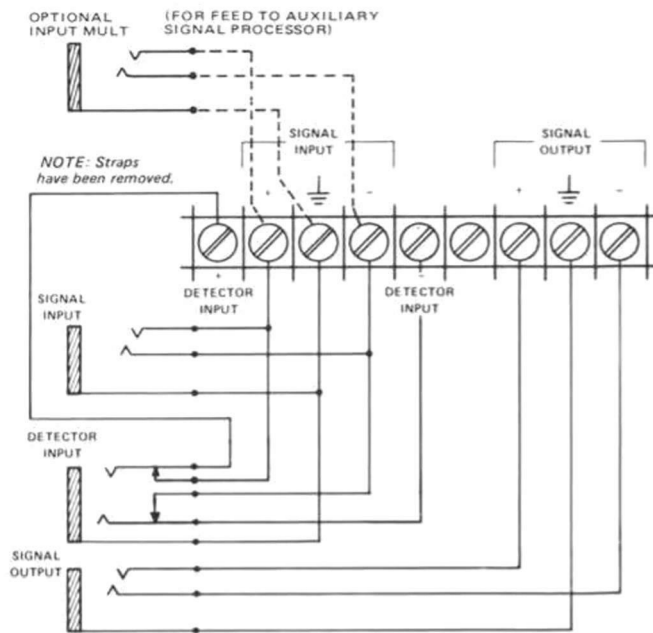 OPTIONAL
INPUT MULT
(FOR FEED TO AUXILIARY
SIGNAL PROCESSOR)
SIGNAL
INPUT
SIGNAL
OUTPUT
NOTE: Straps
have been removed.
+
-
+
-
+
-
DETECTOR
INPUT
DETECTOR
INPUT
SIGNAL
INPUT
DETECTOR
INPUT
SIGNAL
OUTPUT